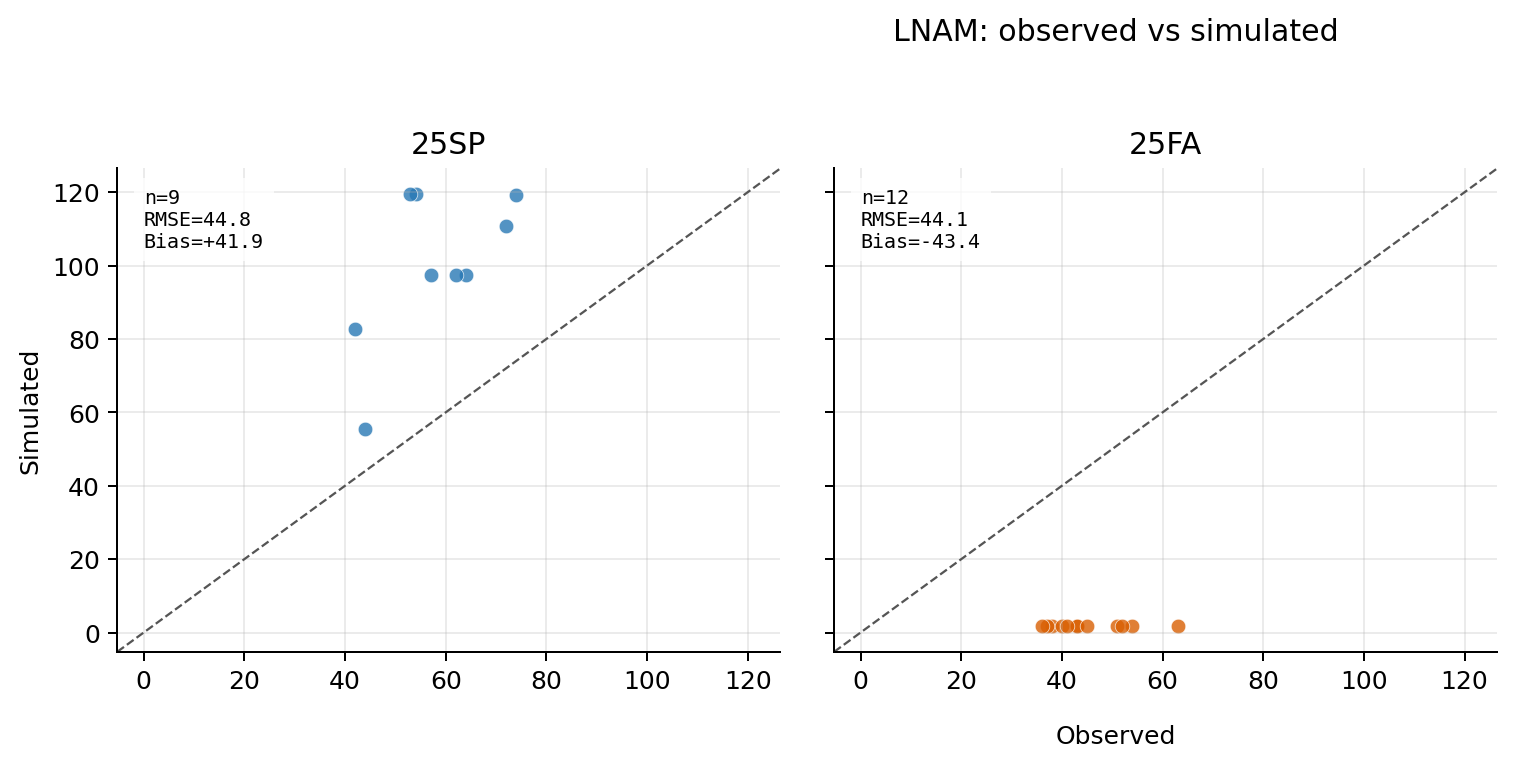 LNAM: observed vs simulated
25SP
25FA
n=9
RMSE=44.8
Bias=+41.9
n=12
RMSE=44.1
Bias=-43.4
120
100
80
60
40
20
0
Simulated
0 20 40 60 80 100 120
0 20 40 60 80 100 120
Observed